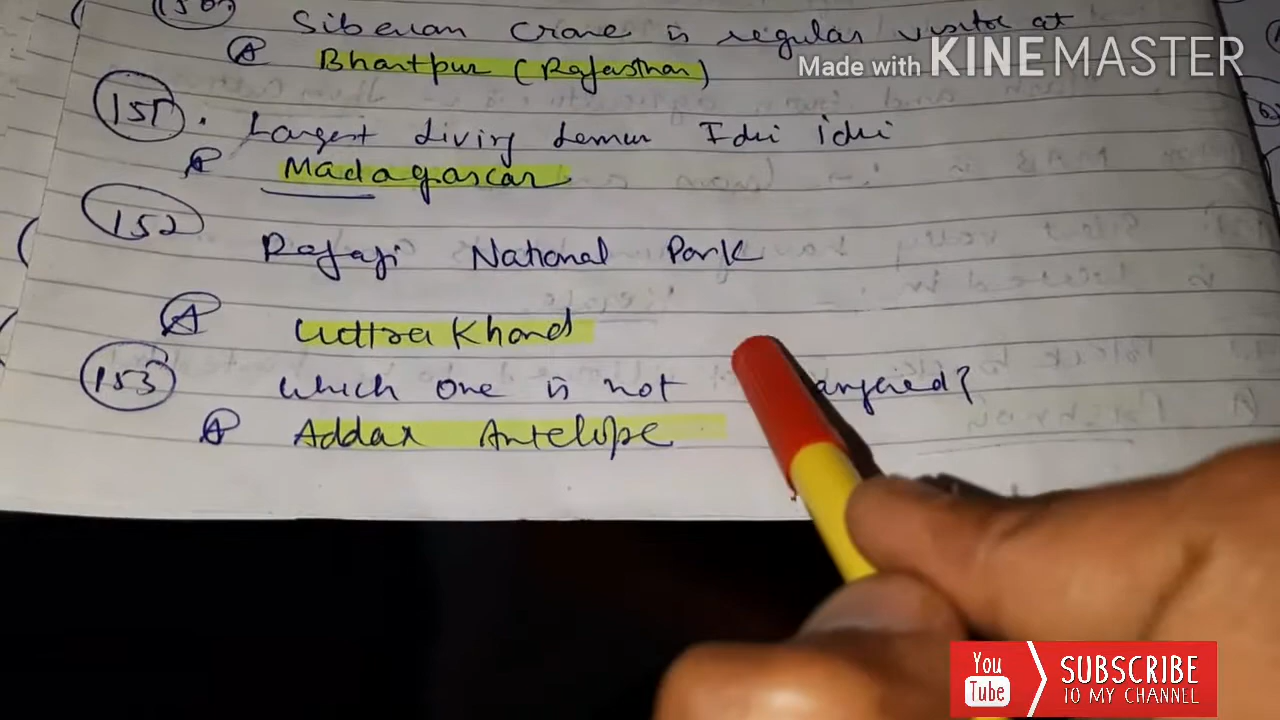 Siberian Crane is regular visitor at
A Bhartpur (Rajasthan)
Made with KINEMASTER
151. Largest living Lemur Idri idri
A Madagascar
152
Rajaji National Park
A Uttra Khand
153 Which one is not
A Addax Antelope
You Tube SUBSCRIBE
TO MY CHANNEL